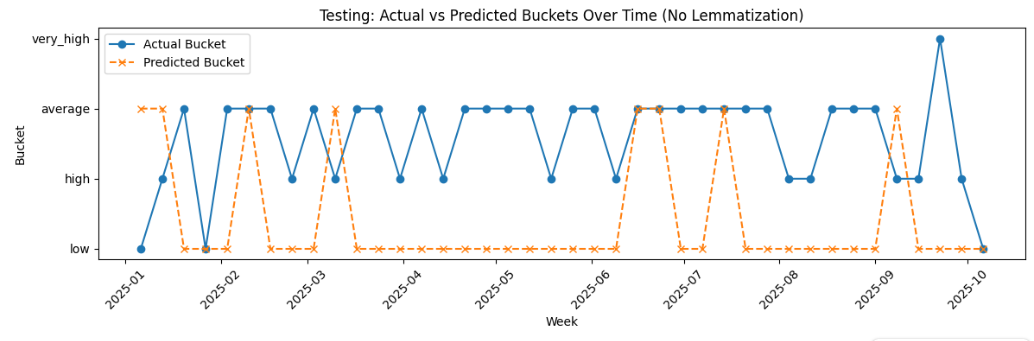 Testing: Actual vs Predicted Buckets Over Time (No Lemmatization)
very_high
average
high
low
Bucket
Actual Bucket
Predicted Bucket
2025-01
2025-02
2025-03
2025-04
2025-05
2025-06
2025-07
2025-08
2025-09
2025-10
Week